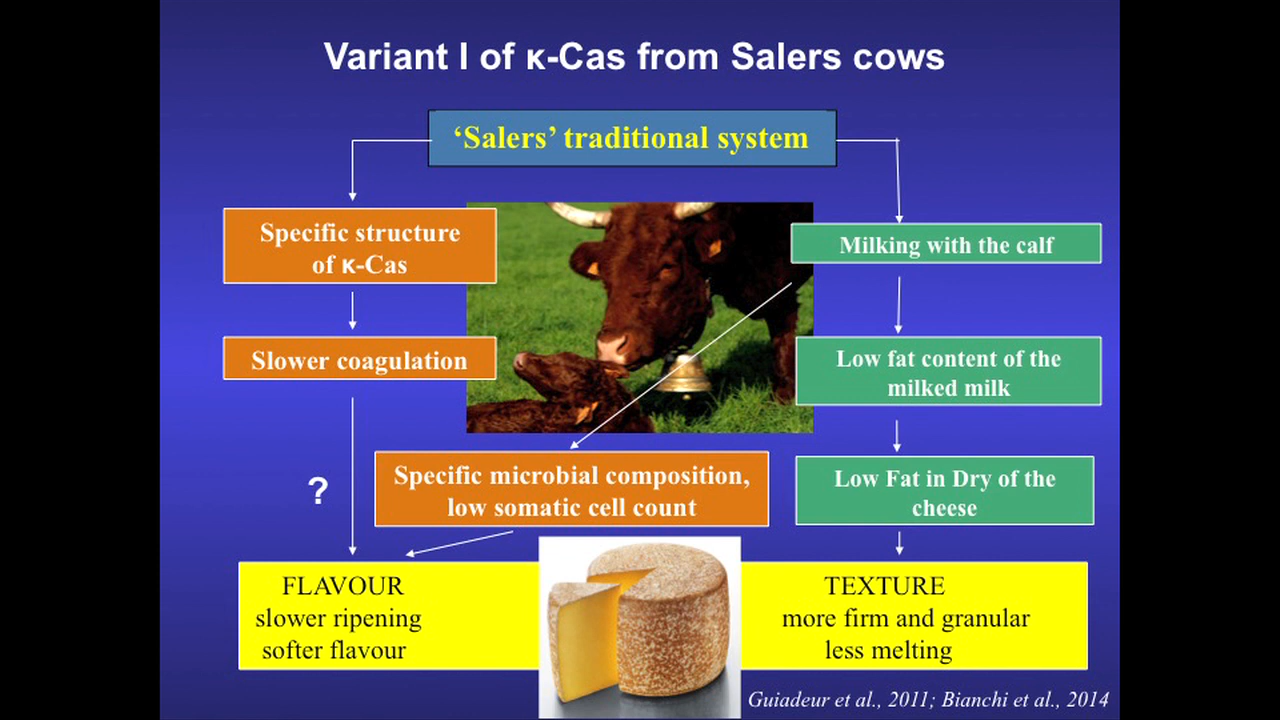 Variant I of κ-Cas from Salers cows
‘Salers’ traditional system
Specific structure
of κ-Cas
Milking with the calf
Slower coagulation
Low fat content of the
milked milk
Specific microbial composition,
low somatic cell count
Low Fat in Dry of the
cheese
?
FLAVOUR
slower ripening
softer flavour
TEXTURE
more firm and granular
less melting
Guiadeur et al., 2011; Bianchi et al., 2014